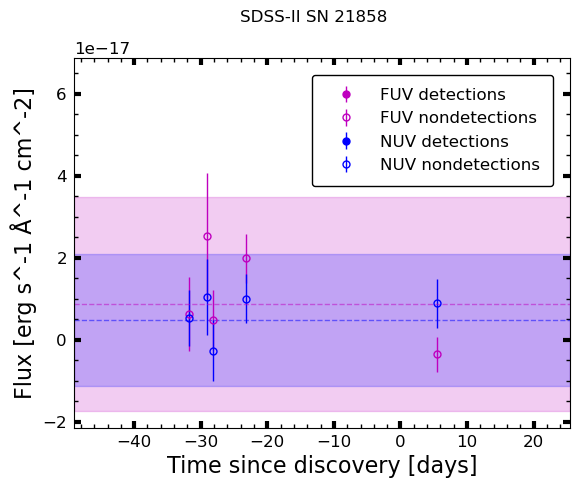 SDSS-II SN 21858
1e−17
FUV detections
FUV nondetections
NUV detections
NUV nondetections
6
4
2
0
−2
Flux [erg s^-1 Å^-1 cm^-2]
−40 −30 −20 −10 0 10 20
Time since discovery [days]